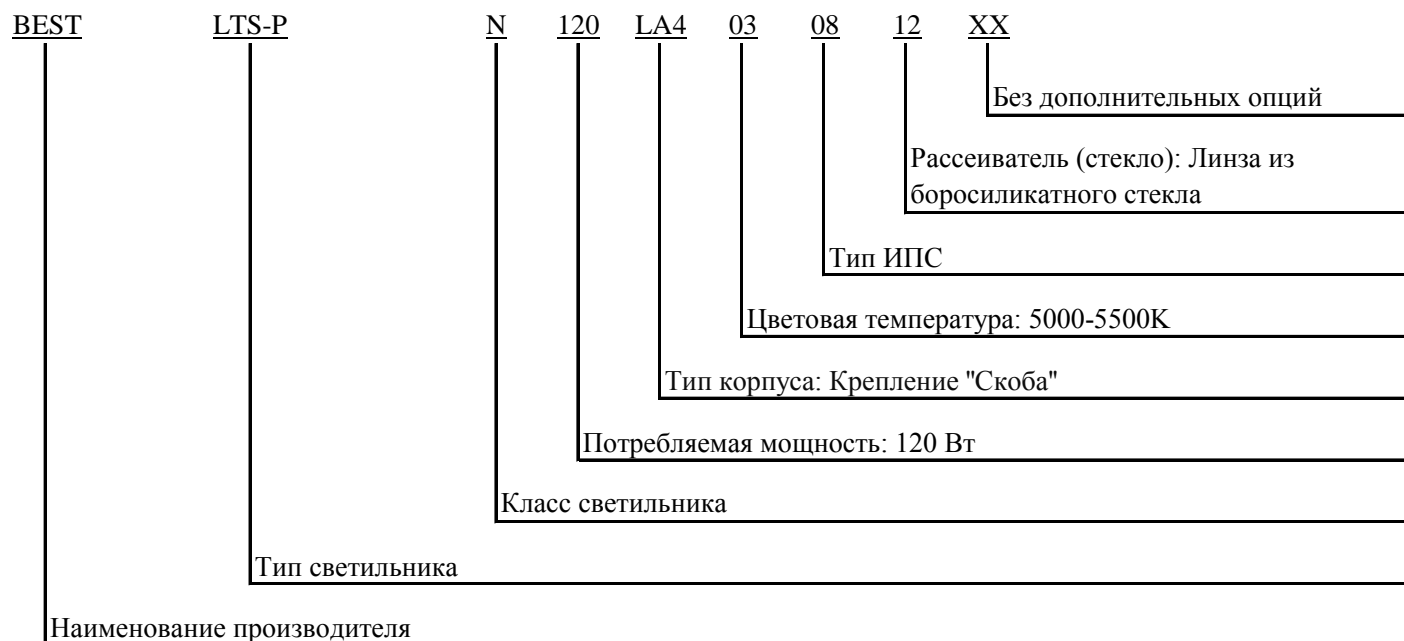 BEST LTS-P N 120 LA4 03 08 12 XX
Без дополнительных опций
Рассеиватель (стекло): Линза из
боросиликатного стекла
Тип ИПС
Цветовая температура: 5000-5500K
Тип корпуса: Крепление "Скоба"
Потребляемая мощность: 120 Вт
Класс светильника
Тип светильника
Наименование производителя